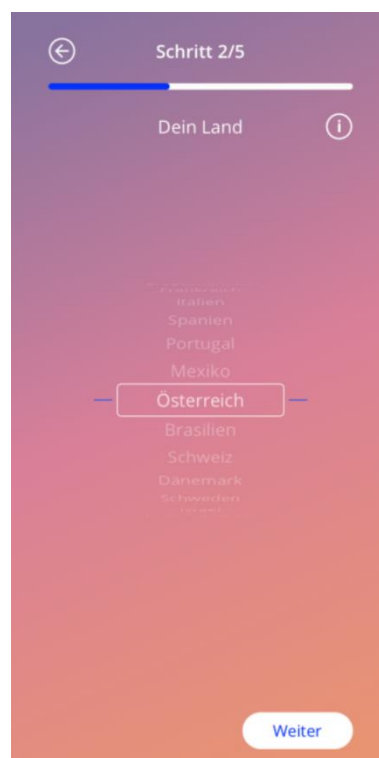 Schritt 2/5
Dein Land
Italien
Spanien
Portugal
Mexiko
Österreich
Brasilien
Schweiz
Dänemark
Schweden
Weiter